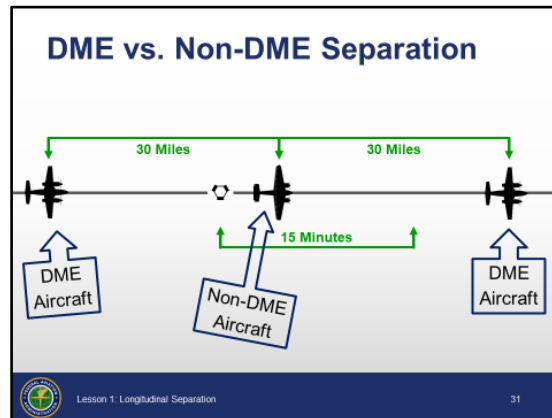 DME vs. Non-DME Separation
30 Miles
30 Miles
15 Minutes
DME
Aircraft
Non-DME
Aircraft
DME
Aircraft
Lesson 1: Longitudinal Separation
31